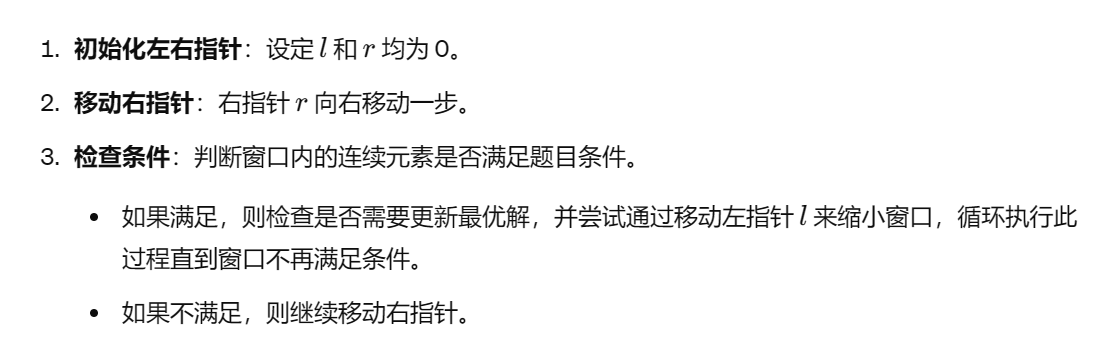 1. 初始化左右指针：设定 l 和 r 均为 0。
2. 移动右指针：右指针 r 向右移动一步。
3. 检查条件：判断窗口内的连续元素是否满足题目条件。
• 如果满足，则检查是否需要更新最优解，并尝试通过移动左指针 l 来缩小窗口，循环执行此
过程直到窗口不再满足条件。
• 如果不满足，则继续移动右指针。